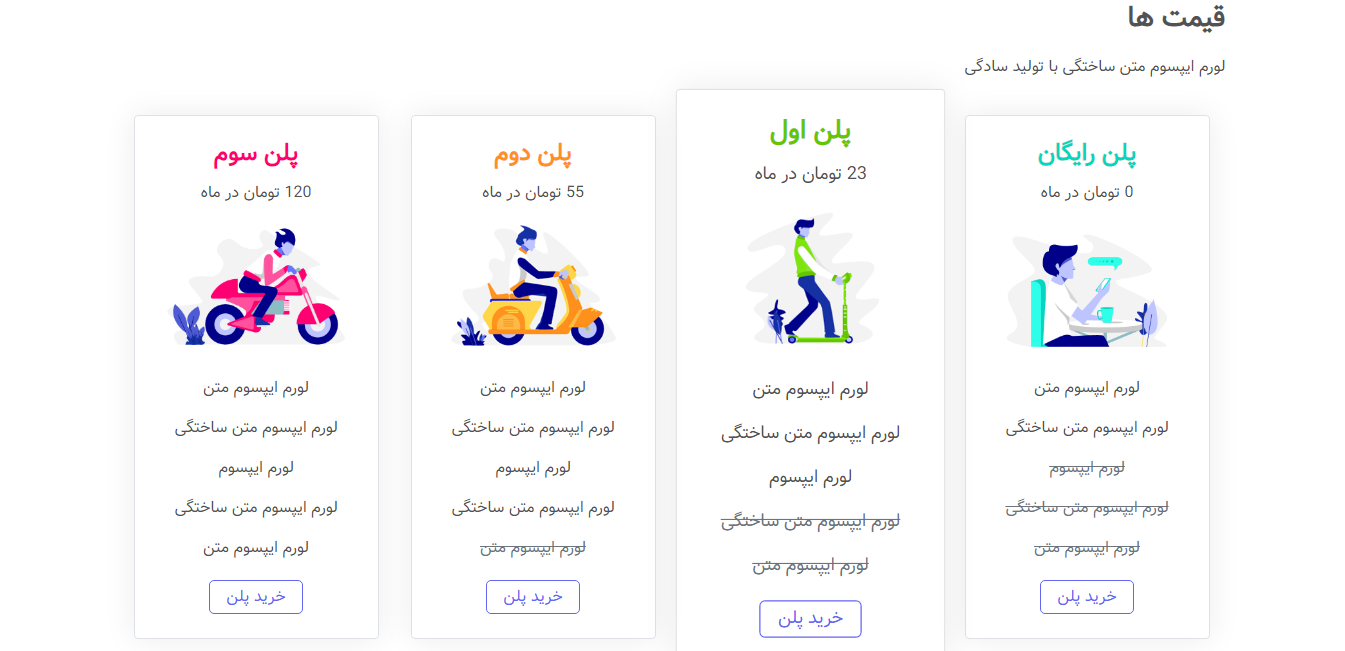 قیمت ها
لورم ایپسوم متن ساختگی با تولید سادگی
پلن رایگان
0 تومان در ماه
لورم ایپسوم متن
لورم ایپسوم متن ساختگی
لورم ایپسوم
لورم ایپسوم متن ساختگی
لورم ایپسوم متن
خرید پلن
پلن اول
23 تومان در ماه
لورم ایپسوم متن
لورم ایپسوم متن ساختگی
لورم ایپسوم
لورم ایپسوم متن ساختگی
لورم ایپسوم متن
خرید پلن
پلن دوم
55 تومان در ماه
لورم ایپسوم متن
لورم ایپسوم متن ساختگی
لورم ایپسوم
لورم ایپسوم متن ساختگی
لورم ایپسوم متن
خرید پلن
پلن سوم
120 تومان در ماه
لورم ایپسوم متن
لورم ایپسوم متن ساختگی
لورم ایپسوم
لورم ایپسوم متن ساختگی
لورم ایپسوم متن
خرید پلن